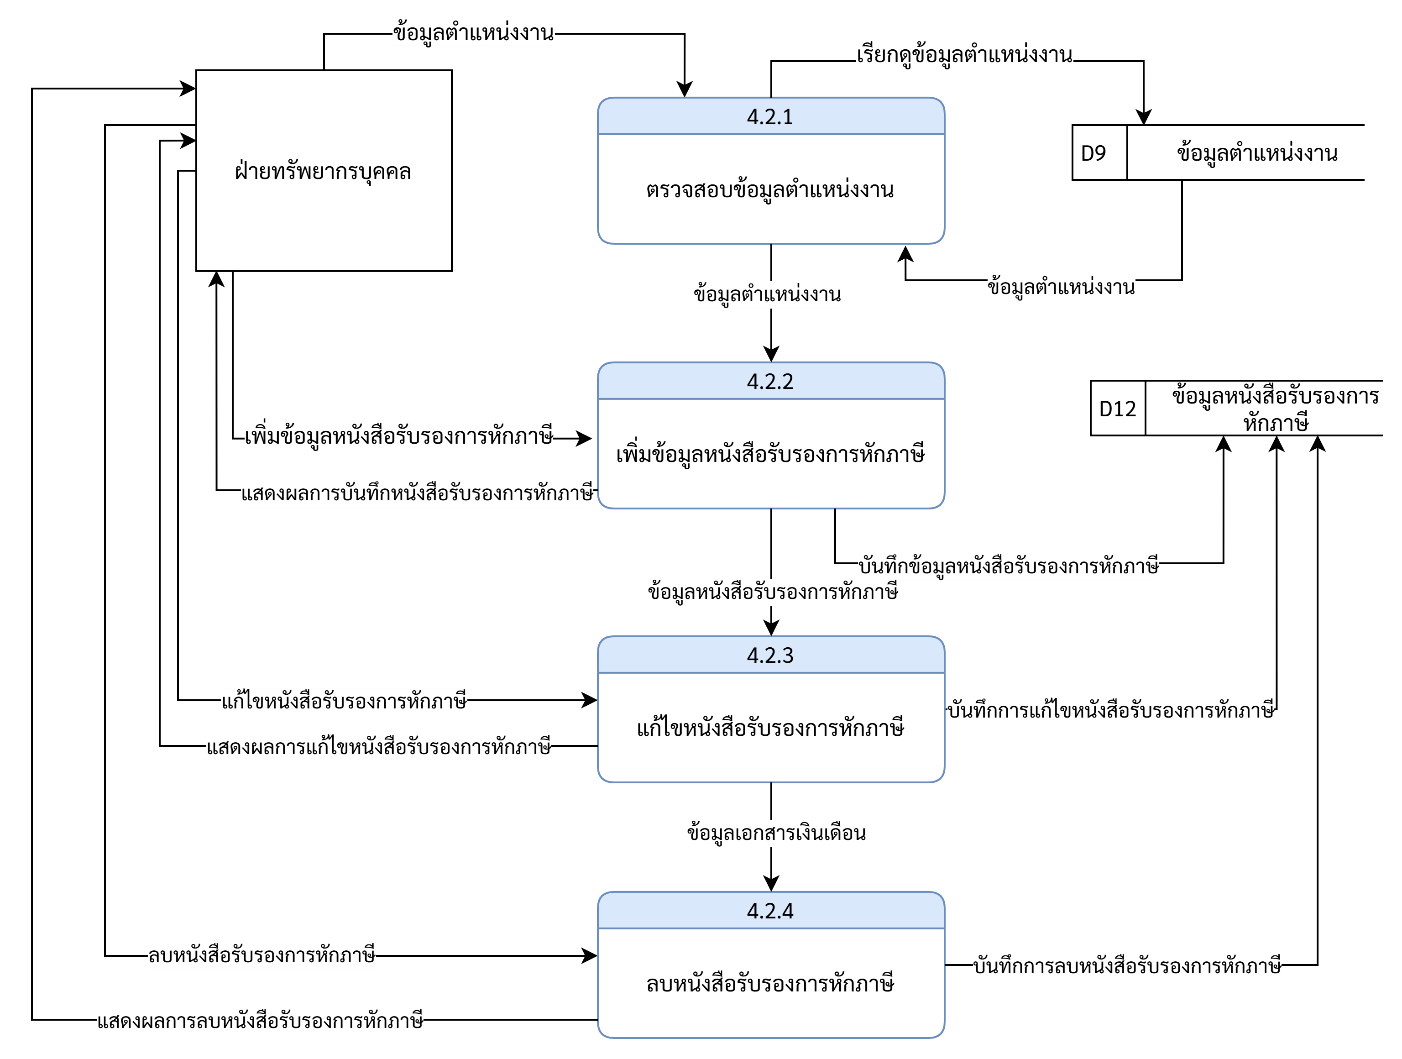 ข้อมูลตำแหน่งงาน
เรียกดูข้อมูลตำแหน่งงาน
4.2.1
ฝ่ายทรัพยากรบุคคล
ตรวจสอบข้อมูลตำแหน่งงาน
D9
ข้อมูลตำแหน่งงาน
ข้อมูลตำแหน่งงาน
ข้อมูลตำแหน่งงาน
4.2.2
D12
ข้อมูลหนังสือรับรองการ
หักภาษี
เพิ่มข้อมูลหนังสือรับรองการหักภาษี
เพิ่มข้อมูลหนังสือรับรองการหักภาษี
แสดงผลการบันทึกหนังสือรับรองการหักภาษี
บันทึกข้อมูลหนังสือรับรองการหักภาษี
ข้อมูลหนังสือรับรองการหักภาษี
4.2.3
แก้ไขหนังสือรับรองการหักภาษี
แก้ไขหนังสือรับรองการหักภาษี
บันทึกการแก้ไขหนังสือรับรองการหักภาษี
แสดงผลการแก้ไขหนังสือรับรองการหักภาษี
ข้อมูลเอกสารเงินเดือน
4.2.4
ลบหนังสือรับรองการหักภาษี
ลบหนังสือรับรองการหักภาษี
บันทึกการลบหนังสือรับรองการหักภาษี
แสดงผลการลบหนังสือรับรองการหักภาษี